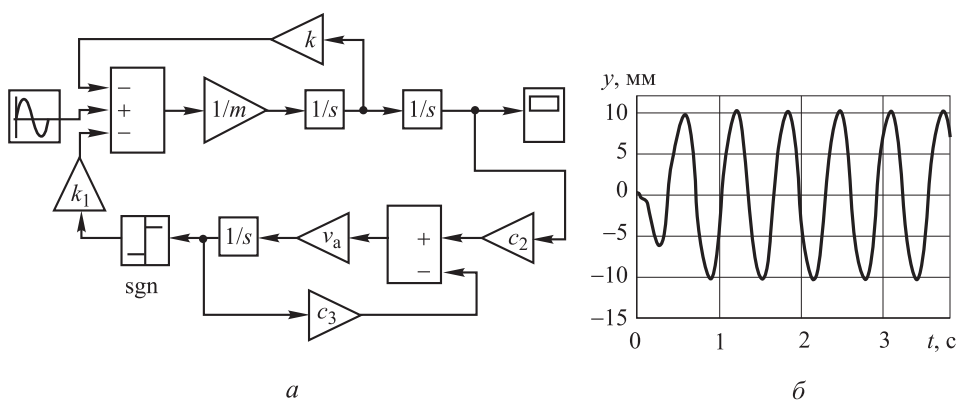 k
−
+
−
1/m
1/s
1/s
k₁
sgn
1/s
vₐ
+
−
c₂
c₃
а
y, мм
10
5
0
−5
−10
−15
0 1 2 3 t, с
б